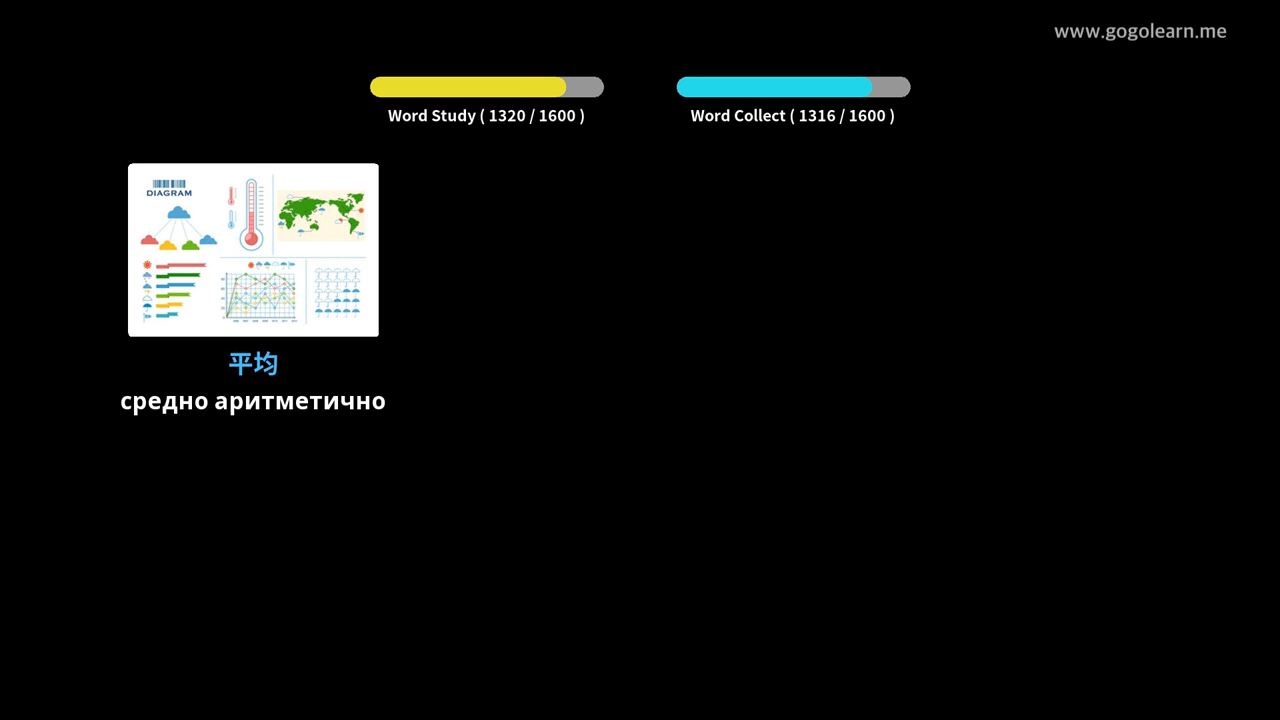 www.gogolearn.me
Word Study ( 1320 / 1600 )
Word Collect ( 1316 / 1600 )
DIAGRAM
平均
средно аритметично